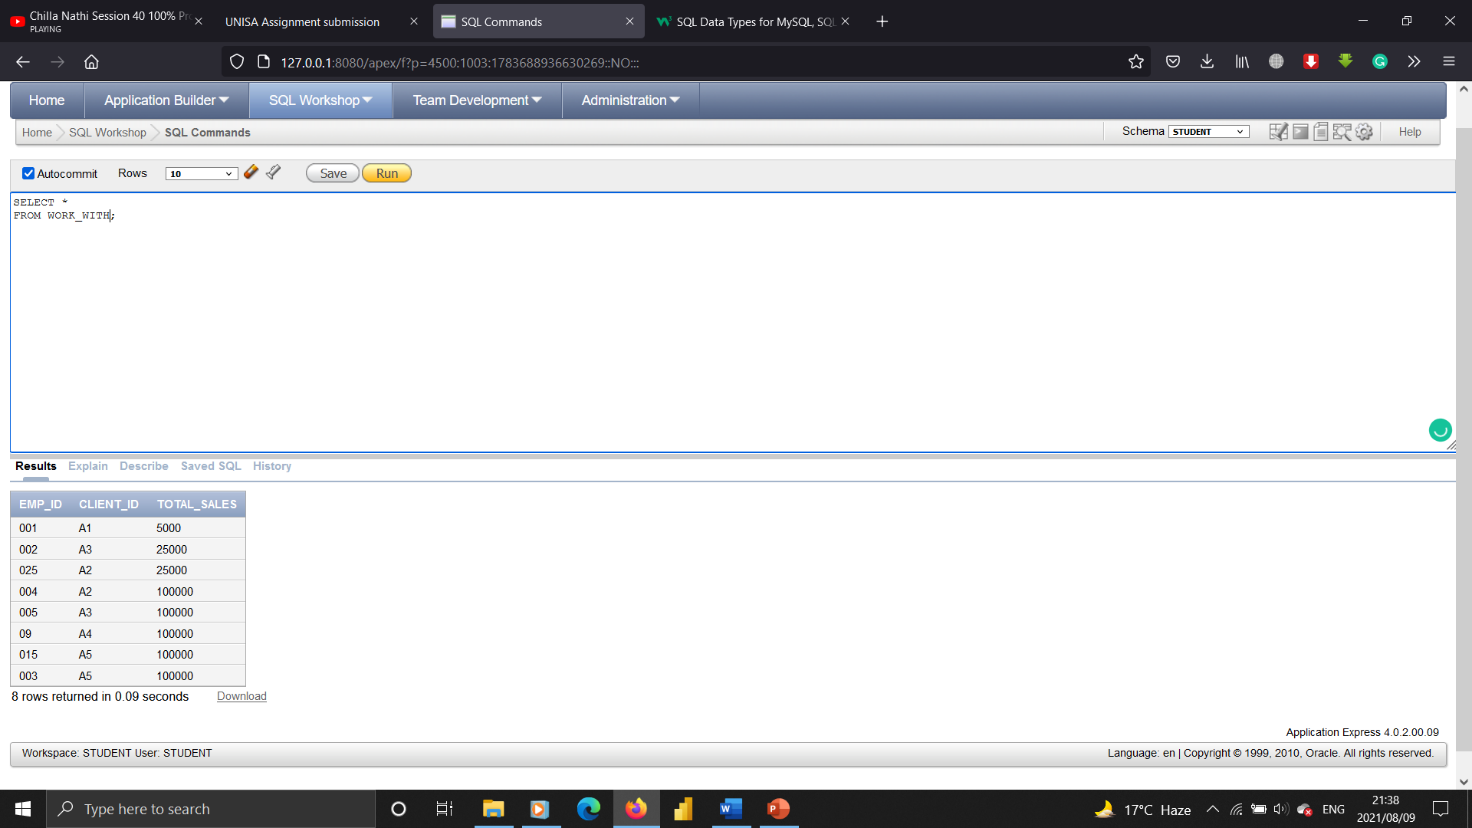 Chilla Nathi Session 40 100% Pr
PLAYING
UNISA Assignment submission
SQL Commands
SQL Data Types for MySQL, SQL
127.0.0.1:8080/apex/f?p=4500:1003:1783688936630269::NO:::
Home
Application Builder
SQL Workshop
Team Development
Administration
Home
SQL Workshop
SQL Commands
Schema
STUDENT
Help
Autocommit
Rows
10
Save
Run
SELECT *
FROM WORK_WITH;
Results
Explain
Describe
Saved SQL
History
EMP_ID CLIENT_ID TOTAL_SALES
001 A1 5000
002 A3 25000
025 A2 25000
004 A2 100000
005 A3 100000
09 A4 100000
015 A5 100000
003 A5 100000
8 rows returned in 0.09 seconds
Download
Application Express 4.0.2.00.09
Workspace: STUDENT User: STUDENT
Language: en | Copyright © 1999, 2010, Oracle. All rights reserved.
Type here to search
17°C Haze
ENG
21:38
2021/08/09